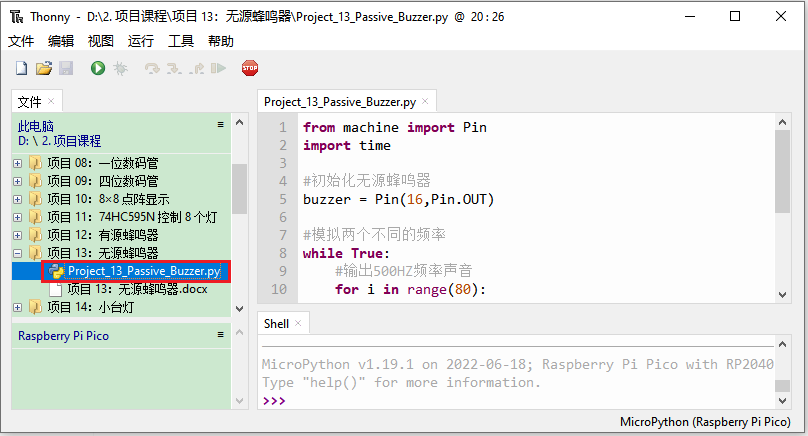 Thonny - D:\2. 项目课程\项目 13：无源蜂鸣器\Project_13_Passive_Buzzer.py @ 20:26
文件 编辑 视图 运行 工具 帮助
STOP
文件 ×
此电脑
D: \ 2. 项目课程
项目 08：一位数码管
项目 09：四位数码管
项目 10：8×8 点阵显示
项目 11：74HC595N 控制 8 个灯
项目 12：有源蜂鸣器
项目 13：无源蜂鸣器
Project_13_Passive_Buzzer.py
项目 13：无源蜂鸣器.docx
项目 14：小台灯
Raspberry Pi Pico
Project_13_Passive_Buzzer.py ×
1 from machine import Pin
2 import time
3
4 #初始化无源蜂鸣器
5 buzzer = Pin(16,Pin.OUT)
6
7 #模拟两个不同的频率
8 while True:
9 #输出500HZ频率声音
10 for i in range(80):
Shell ×
MicroPython v1.19.1 on 2022-06-18; Raspberry Pi Pico with RP2040
Type "help()" for more information.
>>>
MicroPython (Raspberry Pi Pico)